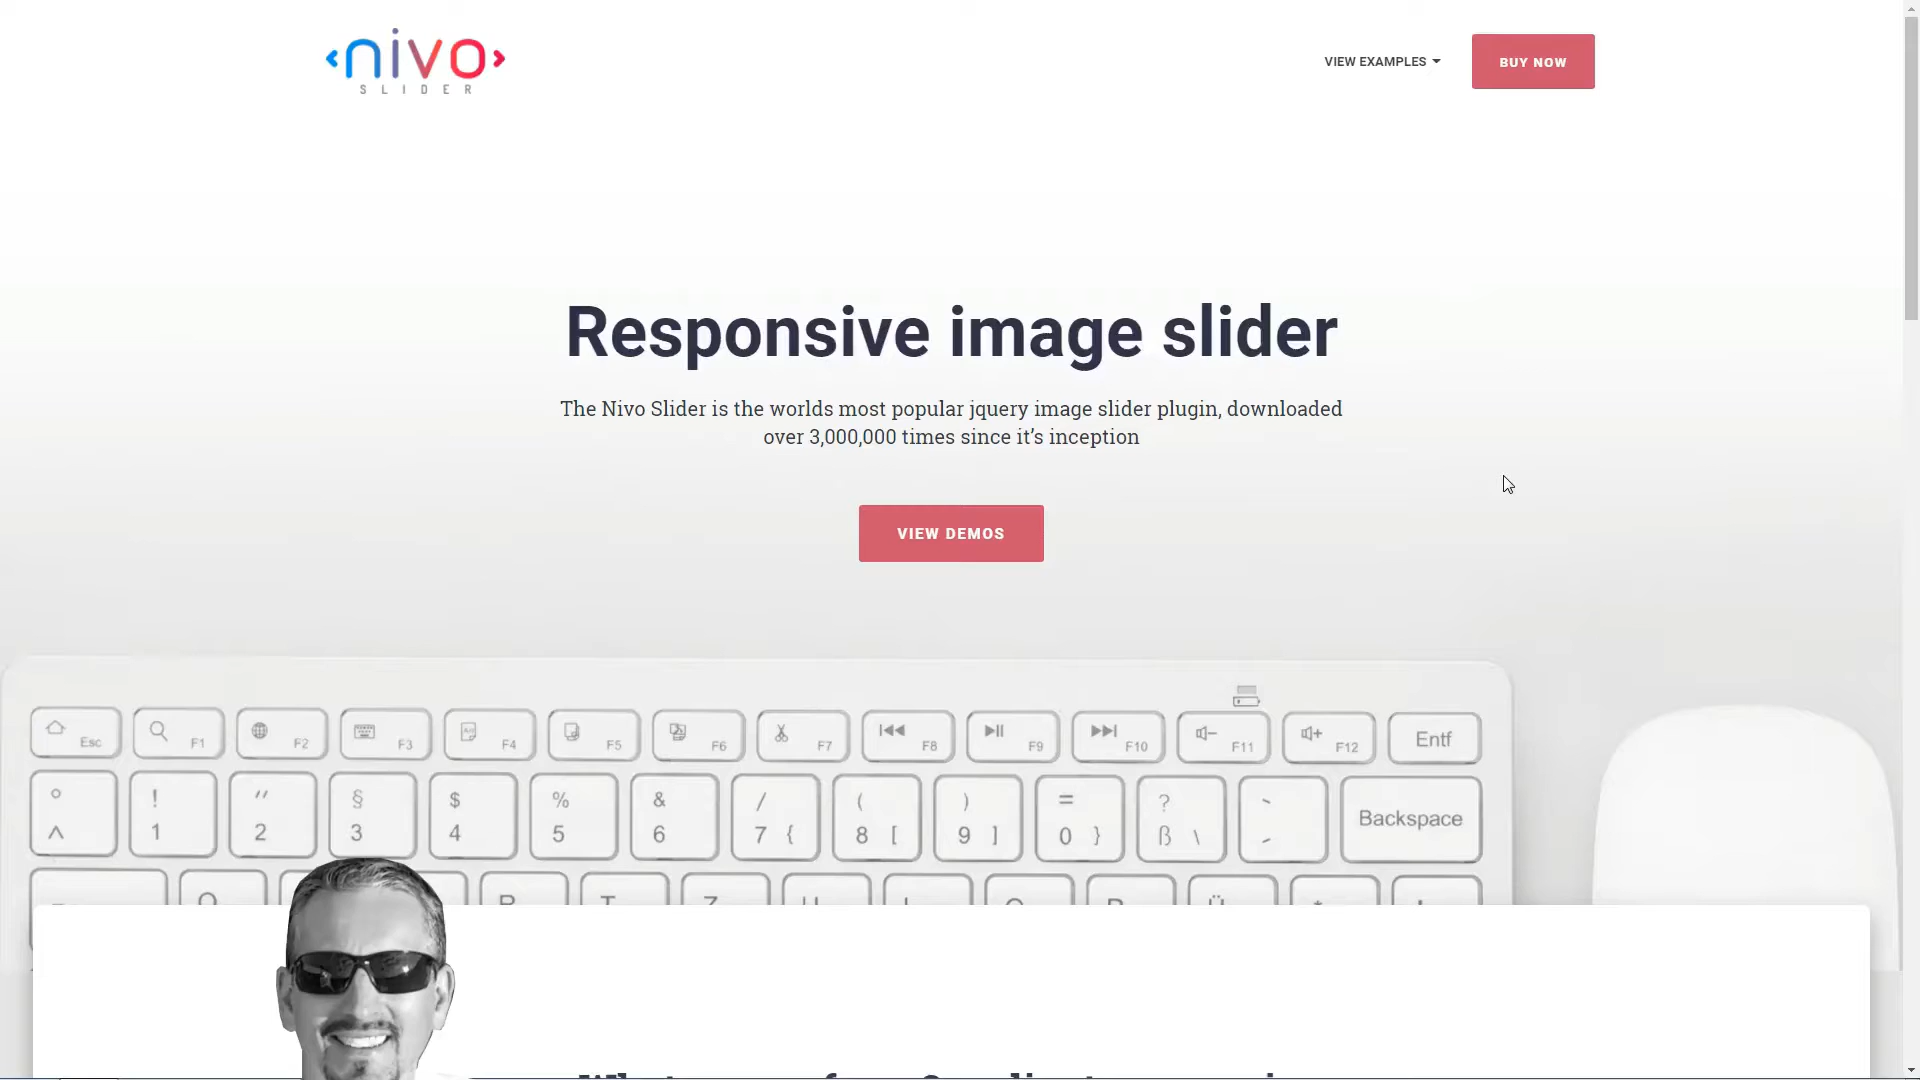 nivo
SLIDER
VIEW EXAMPLES
BUY NOW
Responsive image slider
The Nivo Slider is the worlds most popular jquery image slider plugin, downloaded
over 3,000,000 times since it’s inception
VIEW DEMOS
Esc F1 F2 F3 F4 F5 F6 F7 F8 F9 F10 F11 F12 Entf
° ! " § $ % & / ( ) = ? `
^ 1 2 3 4 5 6 7 { 8 [ 9 ] 0 } ß \ - Backspace